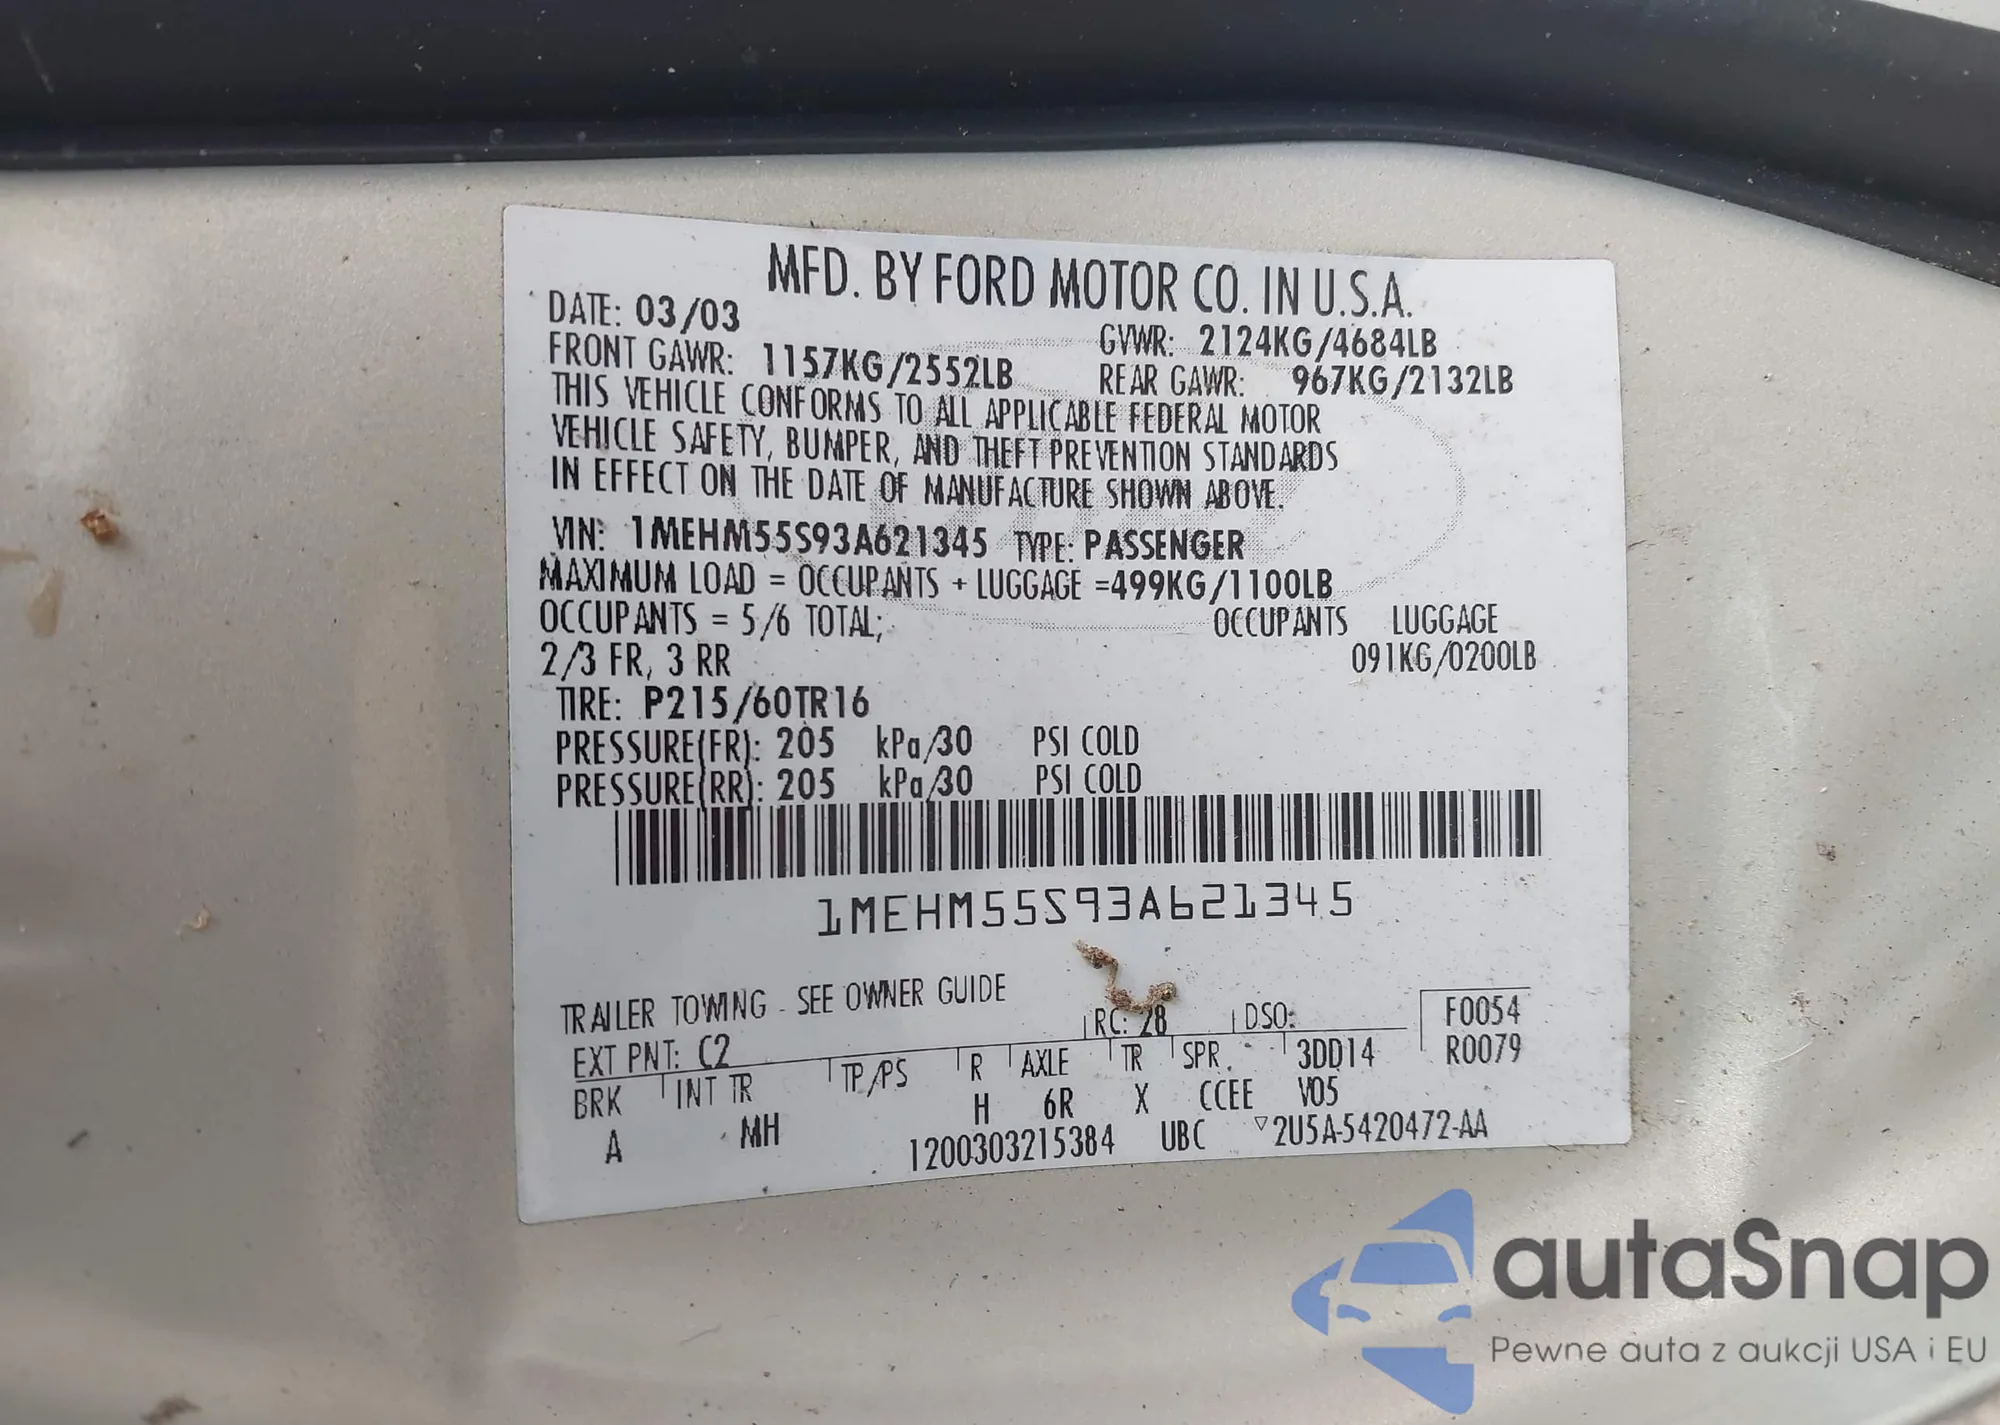 MFD. BY FORD MOTOR CO. IN U.S.A.
DATE: 03/03 GVWR: 2124KG/4684LB
FRONT GAWR: 1157KG/2552LB REAR GAWR: 967KG/2132LB
THIS VEHICLE CONFORMS TO ALL APPLICABLE FEDERAL MOTOR
VEHICLE SAFETY, BUMPER, AND THEFT PREVENTION STANDARDS
IN EFFECT ON THE DATE OF MANUFACTURE SHOWN ABOVE.
VIN: 1MEHM55S93A621345 TYPE: PASSENGER
MAXIMUM LOAD = OCCUPANTS + LUGGAGE =499KG/1100LB
OCCUPANTS = 5/6 TOTAL; OCCUPANTS LUGGAGE
2/3 FR, 3 RR 091KG/0200LB
TIRE: P215/60TR16
PRESSURE(FR): 205 kPa/30 PSI COLD
PRESSURE(RR): 205 kPa/30 PSI COLD
1MEHM55S93A621345
TRAILER TOWING - SEE OWNER GUIDE
EXT PNT: C2 RC: 28 DSO: F0054
BRK INT TR TP/PS R AXLE TR SPR 3DD14 R0079
A MH H 6R X CCEE V05
1200303215384 UBC ▽2U5A-5420472-AA
autaSnap
Pewne auta z aukcji USA i EU